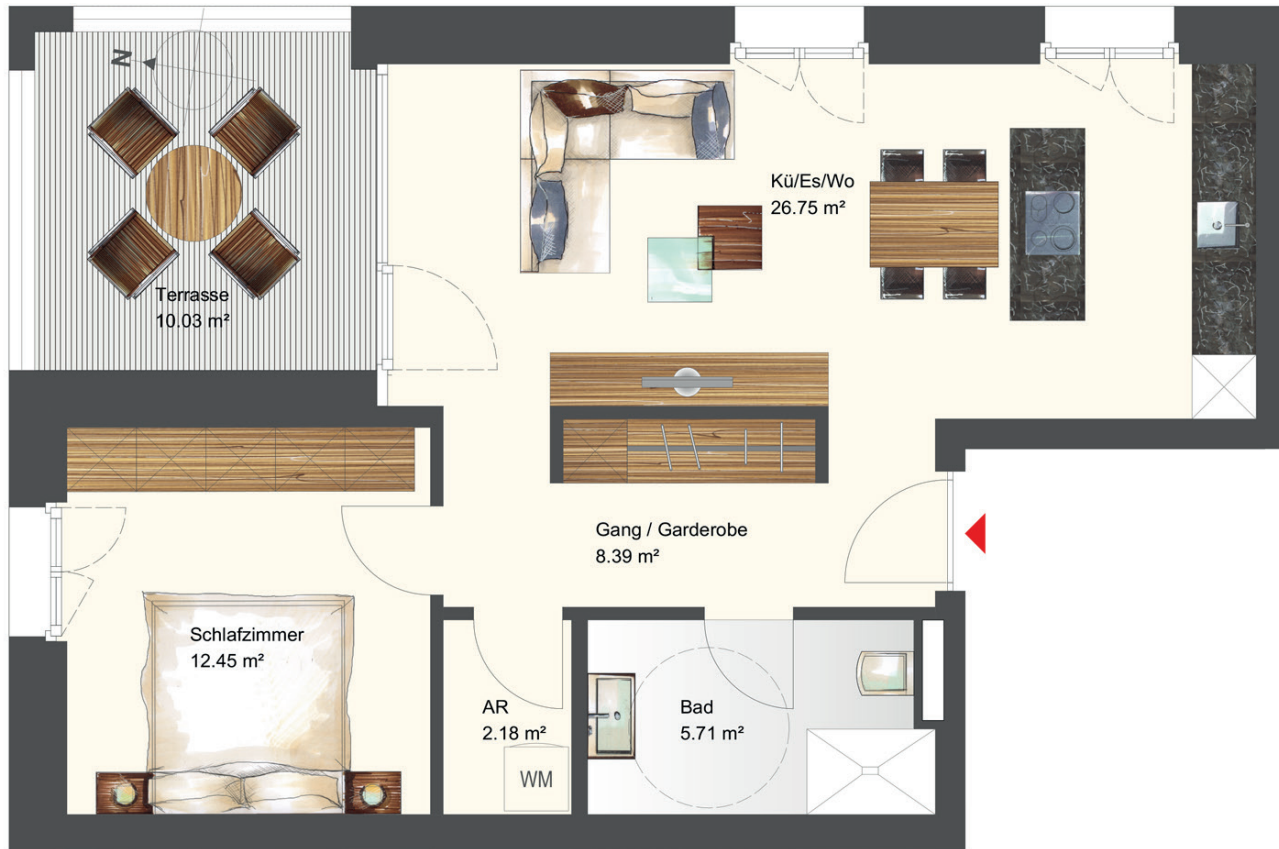 N
Kü/Es/Wo
26.75 m²
Terrasse
10.03 m²
Gang / Garderobe
8.39 m²
Schlafzimmer
12.45 m²
AR
2.18 m²
WM
Bad
5.71 m²